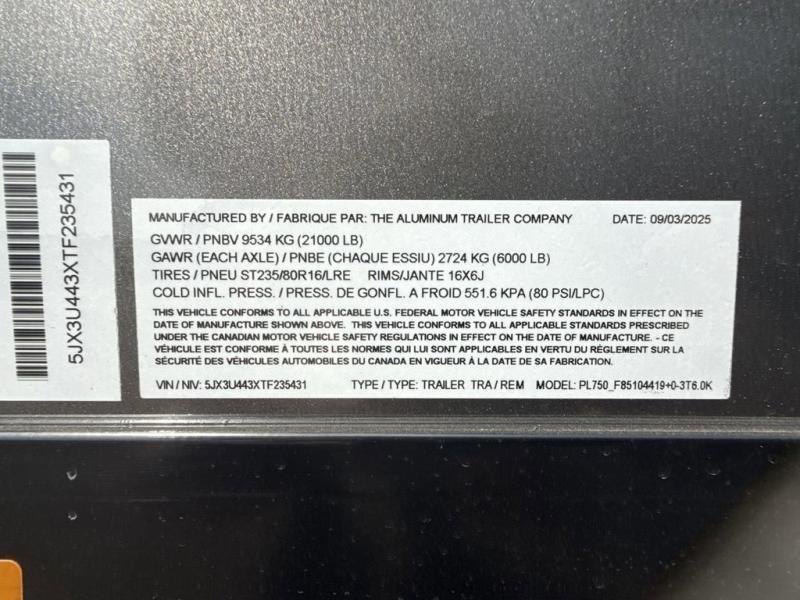 5JX3U443XTF235431
MANUFACTURED BY / FABRIQUE PAR: THE ALUMINUM TRAILER COMPANY DATE: 09/03/2025
GVWR / PNBV 9534 KG (21000 LB)
GAWR (EACH AXLE) / PNBE (CHAQUE ESSIU) 2724 KG (6000 LB)
TIRES / PNEU ST235/80R16/LRE RIMS/JANTE 16X6J
COLD INFL. PRESS. / PRESS. DE GONFL. A FROID 551.6 KPA (80 PSI/LPC)
THIS VEHICLE CONFORMS TO ALL APPLICABLE U.S. FEDERAL MOTOR VEHICLE SAFETY STANDARDS IN EFFECT ON THE
DATE OF MANUFACTURE SHOWN ABOVE. THIS VEHICLE CONFORMS TO ALL APPLICABLE STANDARDS PRESCRIBED
UNDER THE CANADIAN MOTOR VEHICLE SAFETY REGULATIONS IN EFFECT ON THE DATE OF MANUFACTURE. - CE
VÉHICULE EST CONFORME À TOUTES LES NORMES QUI LUI SONT APPLICABLES EN VERTU DU RÈGLEMENT SUR LA
SÉCURITÉ DES VÉHICULES AUTOMOBILES DU CANADA EN VIGUEUR À LA DATE DE SA FABRICATION.
VIN / NIV: 5JX3U443XTF235431 TYPE / TYPE: TRAILER TRA / REM MODEL: PL750_F85104419+0-3T6.0K